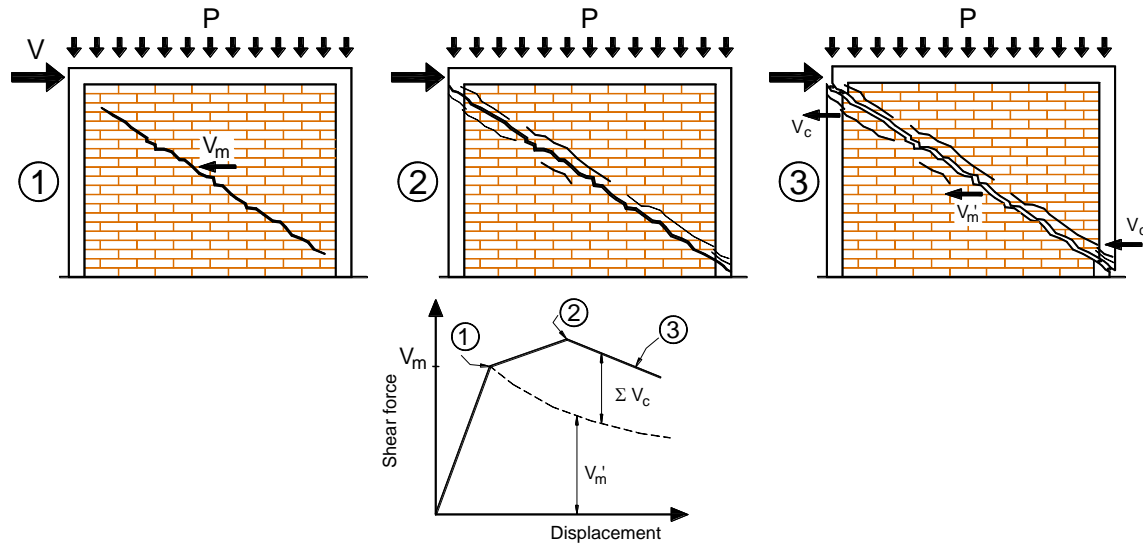 P
P
P
V
V_c
V_m
1
2
3
V_m'
V_c
2
1
3
V_m
Σ V_c
Shear force
V_m'
Displacement